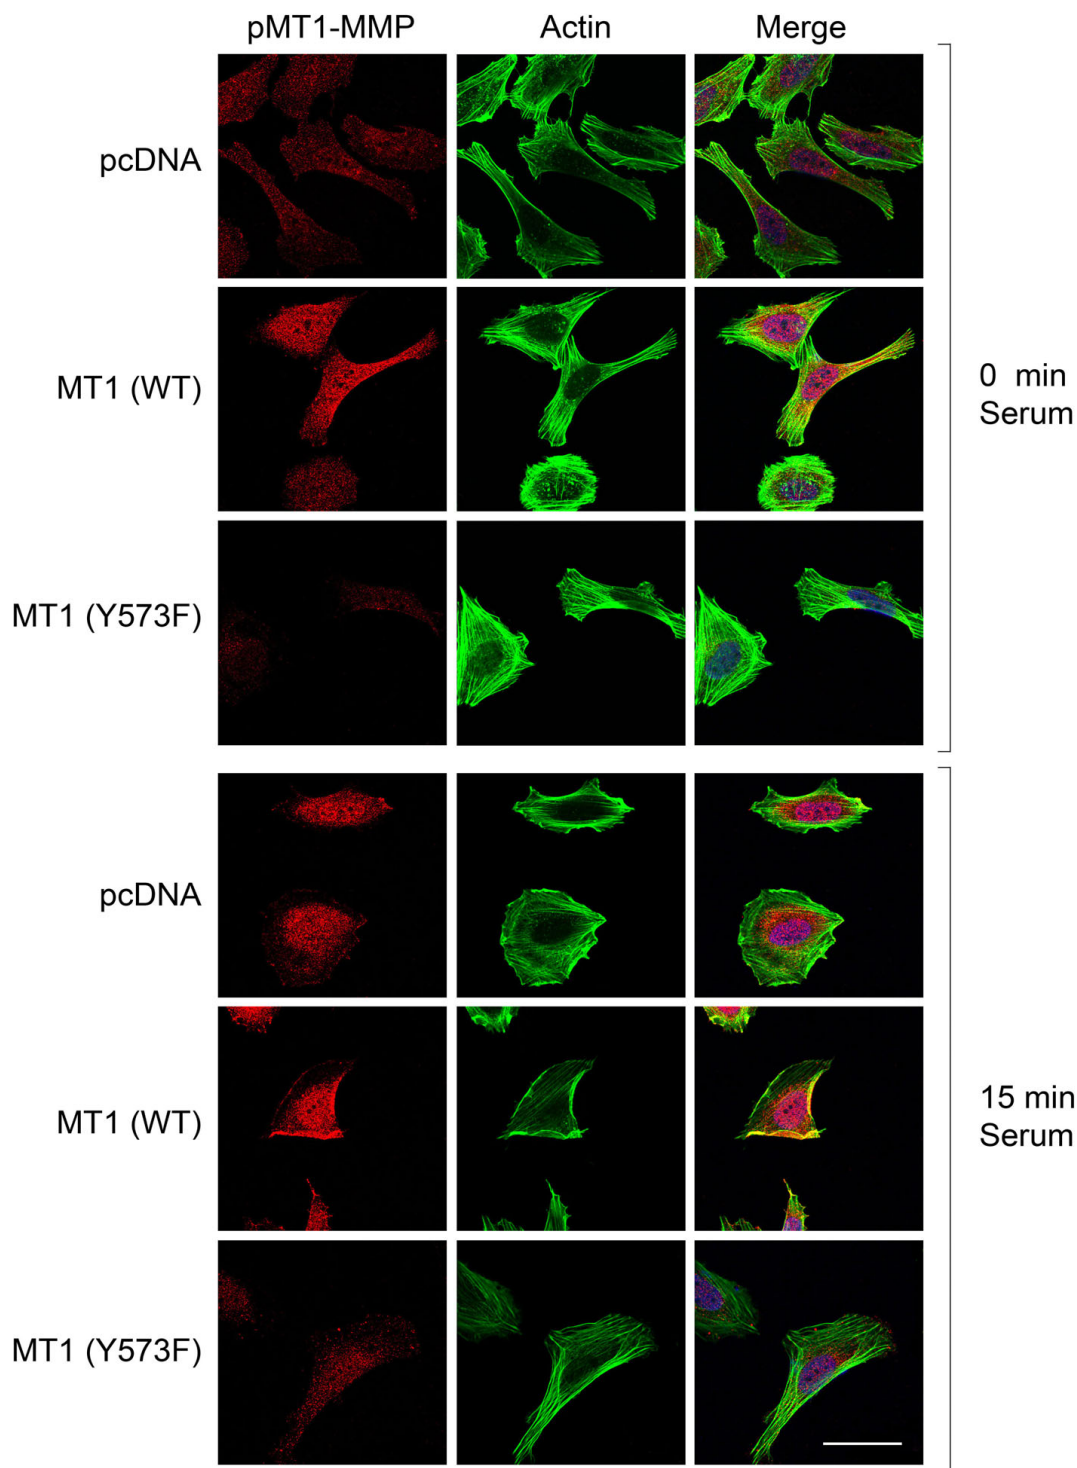 pMT1-MMP Actin Merge
pcDNA
MT1 (WT)
MT1 (Y573F)
0 min
Serum
pcDNA
MT1 (WT)
MT1 (Y573F)
15 min
Serum